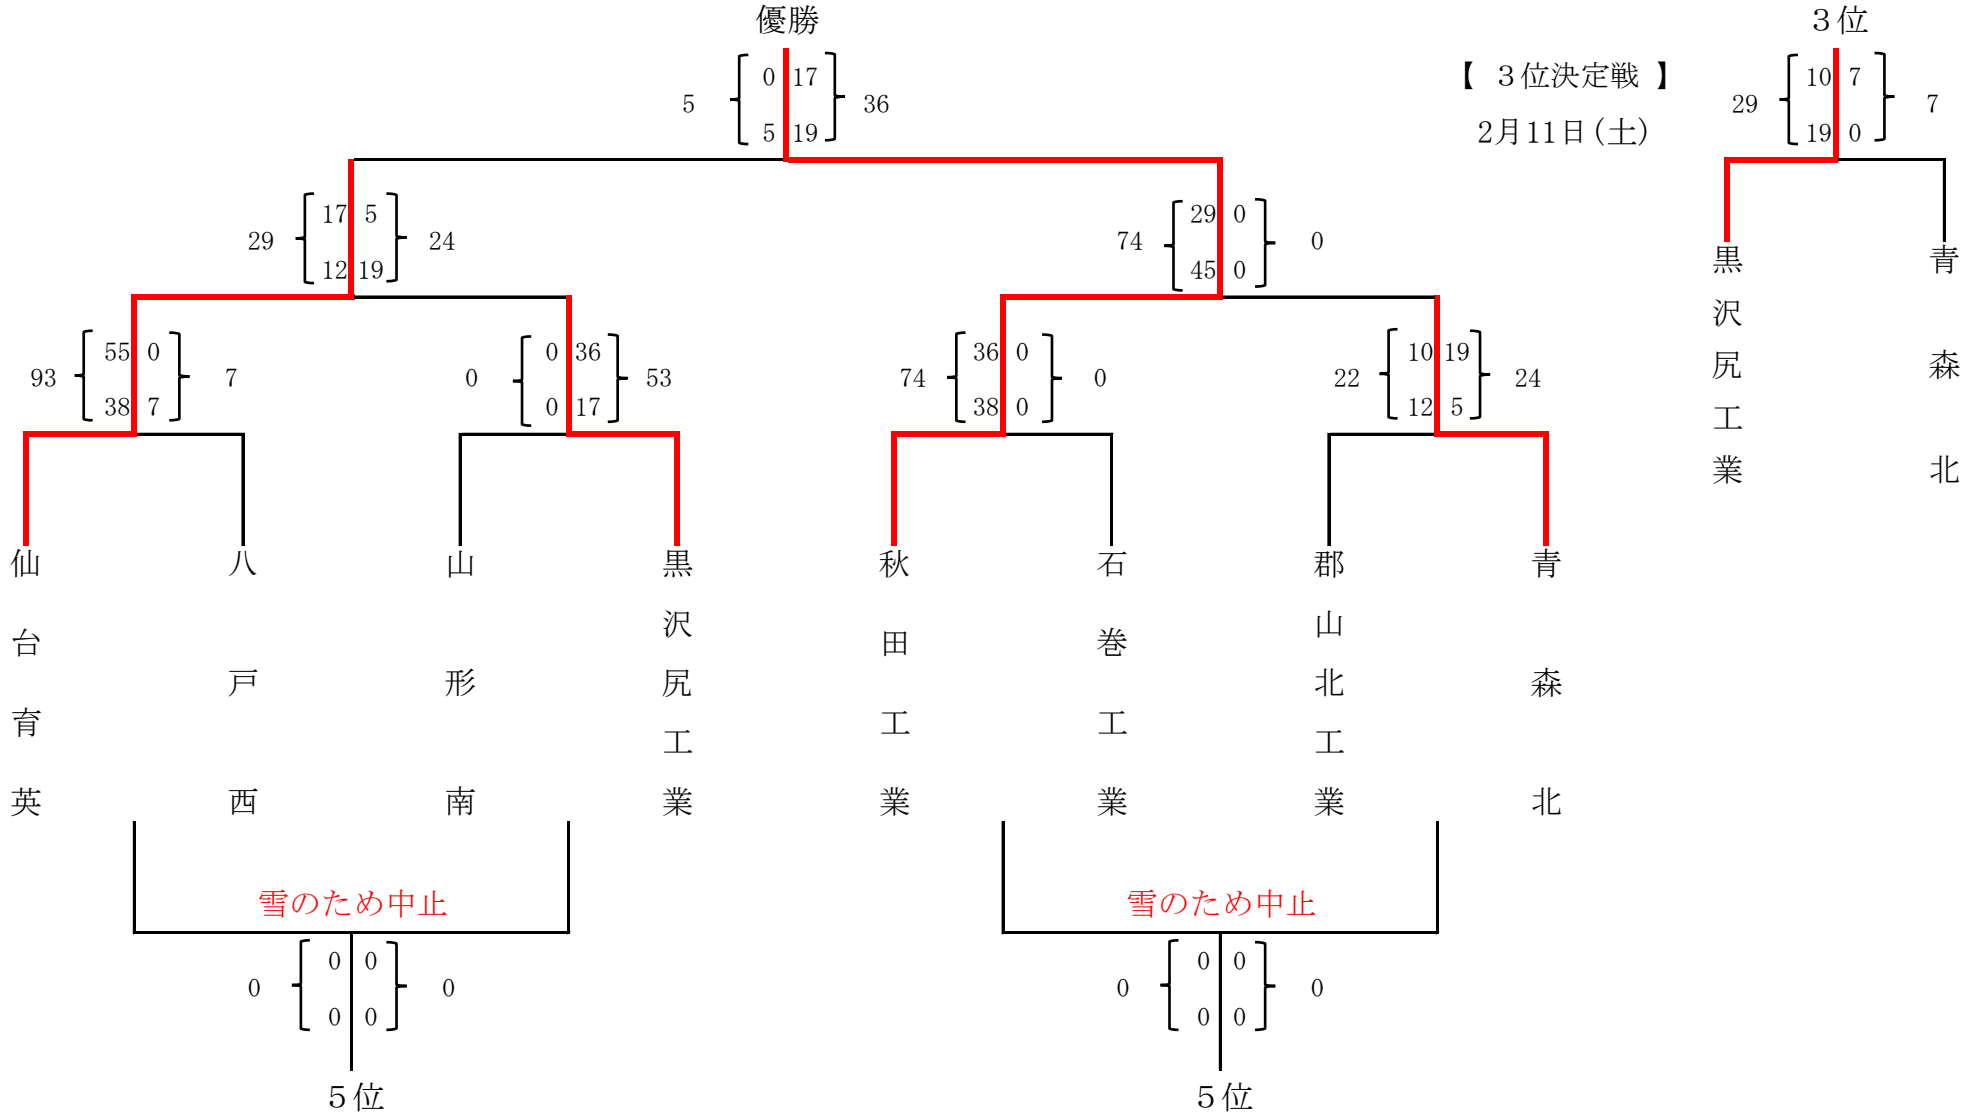 優勝
３位
0 17
5 36
5 19
【 ３位決定戦 】
2月11日(土)
10 7
29 7
19 0
17 5
29 24
12 19
29 0
74 0
45 0
黒沢尻工業
青森北
55 0
93 7
38 7
0 36
0 53
0 17
36 0
74 0
38 0
10 19
22 24
12 5
仙台育英
八戸西
山形南
黒沢尻工業
秋田工業
石巻工業
郡山北工業
青森北
雪のため中止
雪のため中止
0 0
0 0
0 0
0 0
0 0
0 0
５位
５位